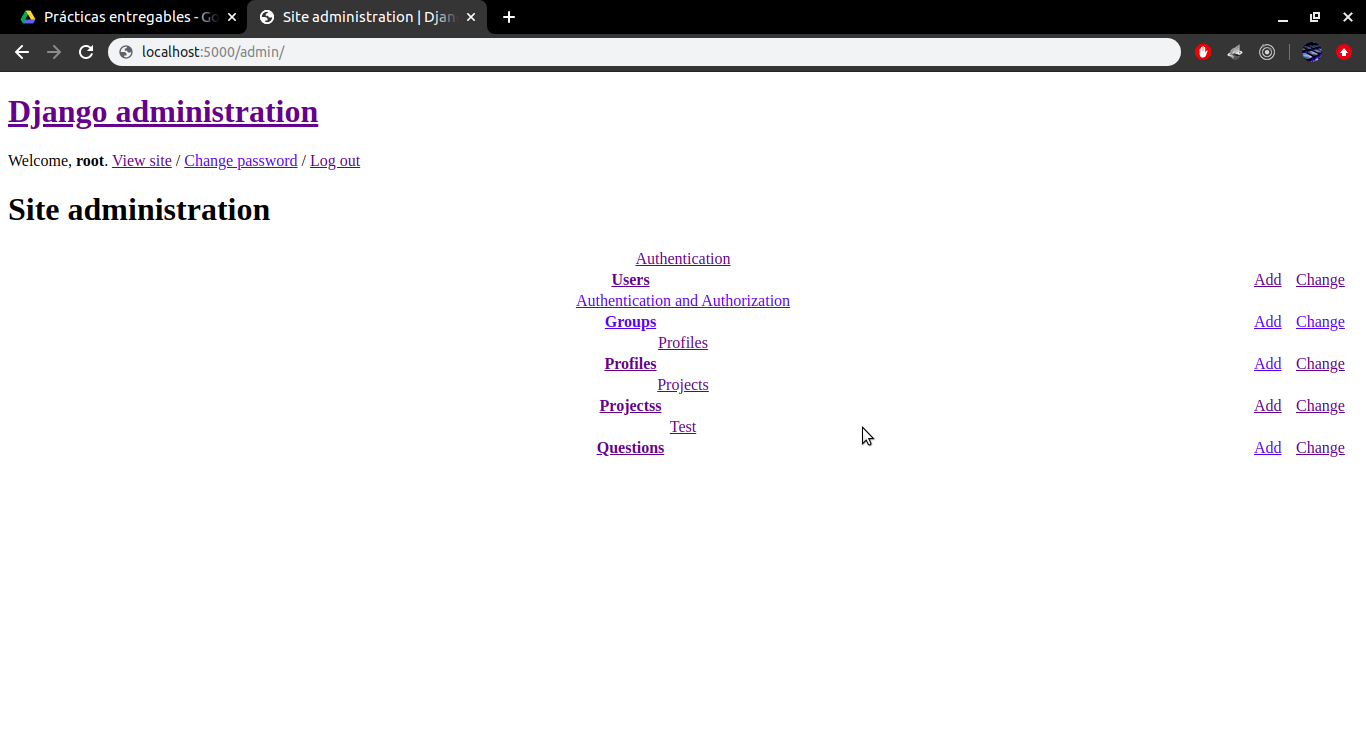 Prácticas entregables - Go
Site administration | Djan
localhost:5000/admin/
Django administration
Welcome, root. View site / Change password / Log out
Site administration
Authentication
Users Add Change
Authentication and Authorization
Groups Add Change
Profiles
Profiles Add Change
Projects
Projectss Add Change
Test
Questions Add Change